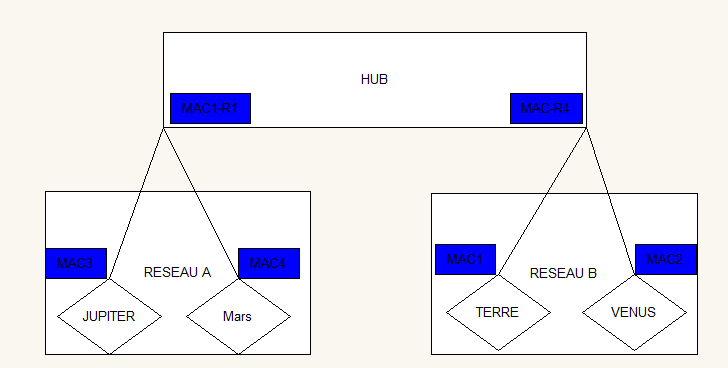 HUB
MAC1-R1
MAC-R4
MAC3
RESEAU A
MAC4
MAC1
RESEAU B
MAC2
JUPITER
Mars
TERRE
VENUS